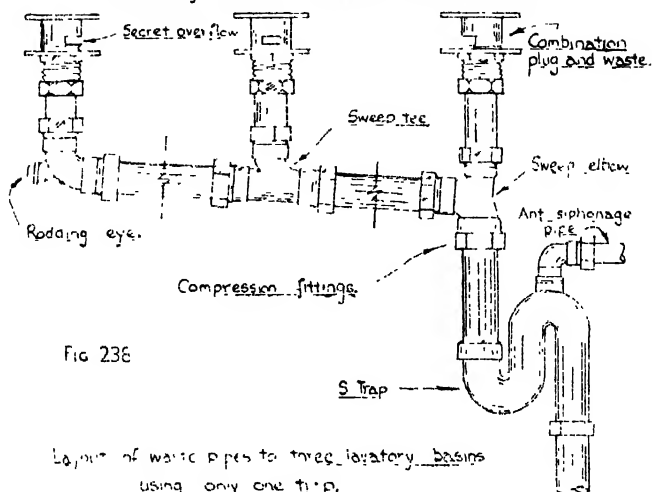 Secret overflow
Combination
plug and waste.
Sweep tee
Sweep elbow
Rodding eye.
Anti siphonage
pipe
Compression fittings.
Fig 238
S Trap
Layout of waste pipes to three lavatory basins
using only one trap.